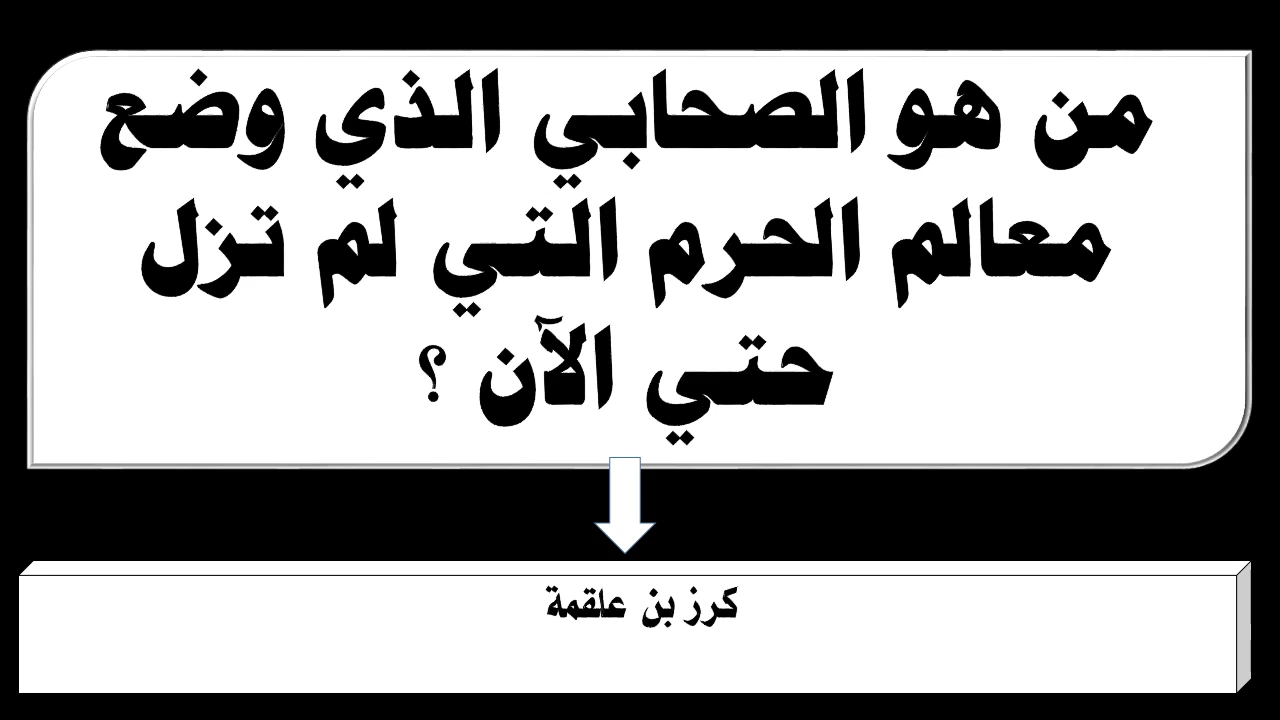 من هو الصحابي الذي وضع
معالم الحرم التي لم تزل
حتي الآن ؟
كرز بن علقمة